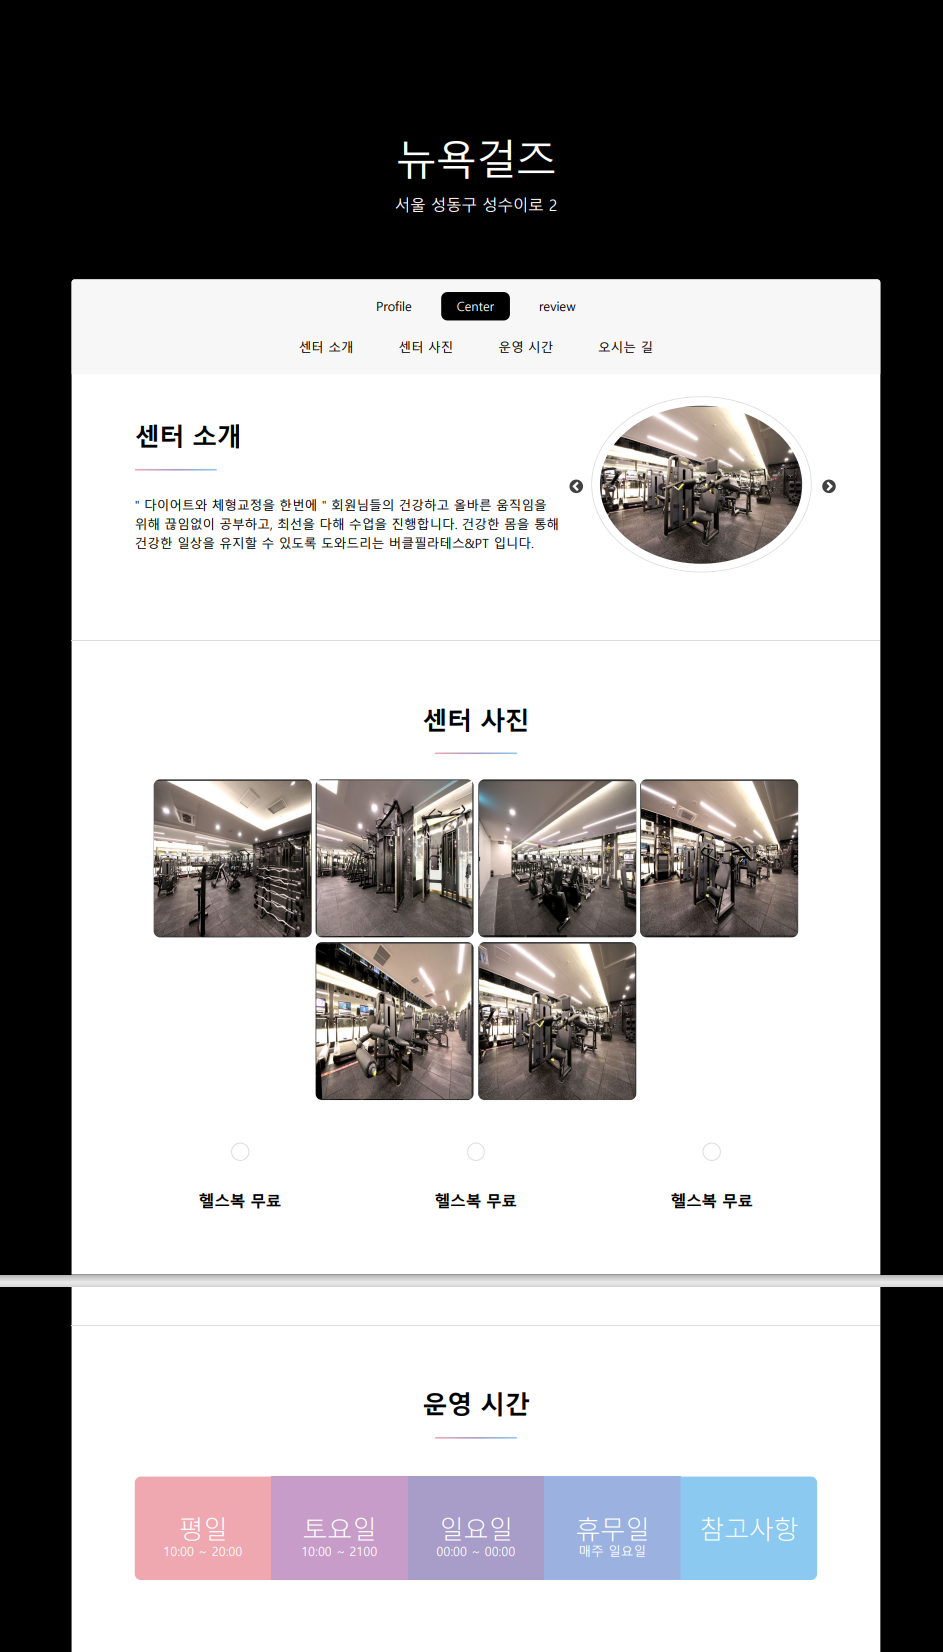 뉴욕걸즈
서울 성동구 성수이로 2
Profile
Center
review
센터 소개
센터 사진
운영 시간
오시는 길
센터 소개
" 다이어트와 체형교정을 한번에 " 회원님들의 건강하고 올바른 움직임을
위해 끊임없이 공부하고, 최선을 다해 수업을 진행합니다. 건강한 몸을 통해
건강한 일상을 유지할 수 있도록 도와드리는 버클필라테스&PT 입니다.
센터 사진
헬스복 무료
헬스복 무료
헬스복 무료
운영 시간
평일
10:00 ~ 20:00
토요일
10:00 ~ 2100
일요일
00:00 ~ 00:00
휴무일
매주 일요일
참고사항